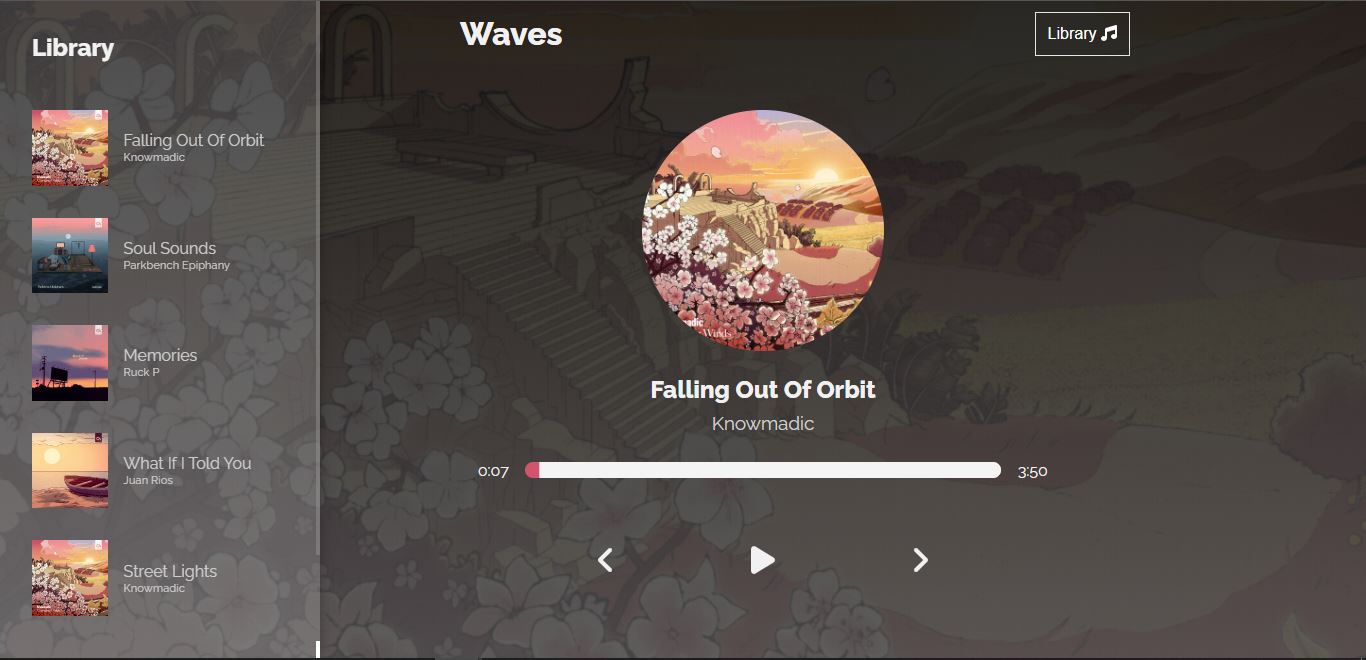 Library
Falling Out Of Orbit
Knowmadic
Soul Sounds
Parkbench Epiphany
Memories
Ruck P
What If I Told You
Juan Rios
Street Lights
Knowmadic
Waves
Library
Winds
Falling Out Of Orbit
Knowmadic
0:07
3:50